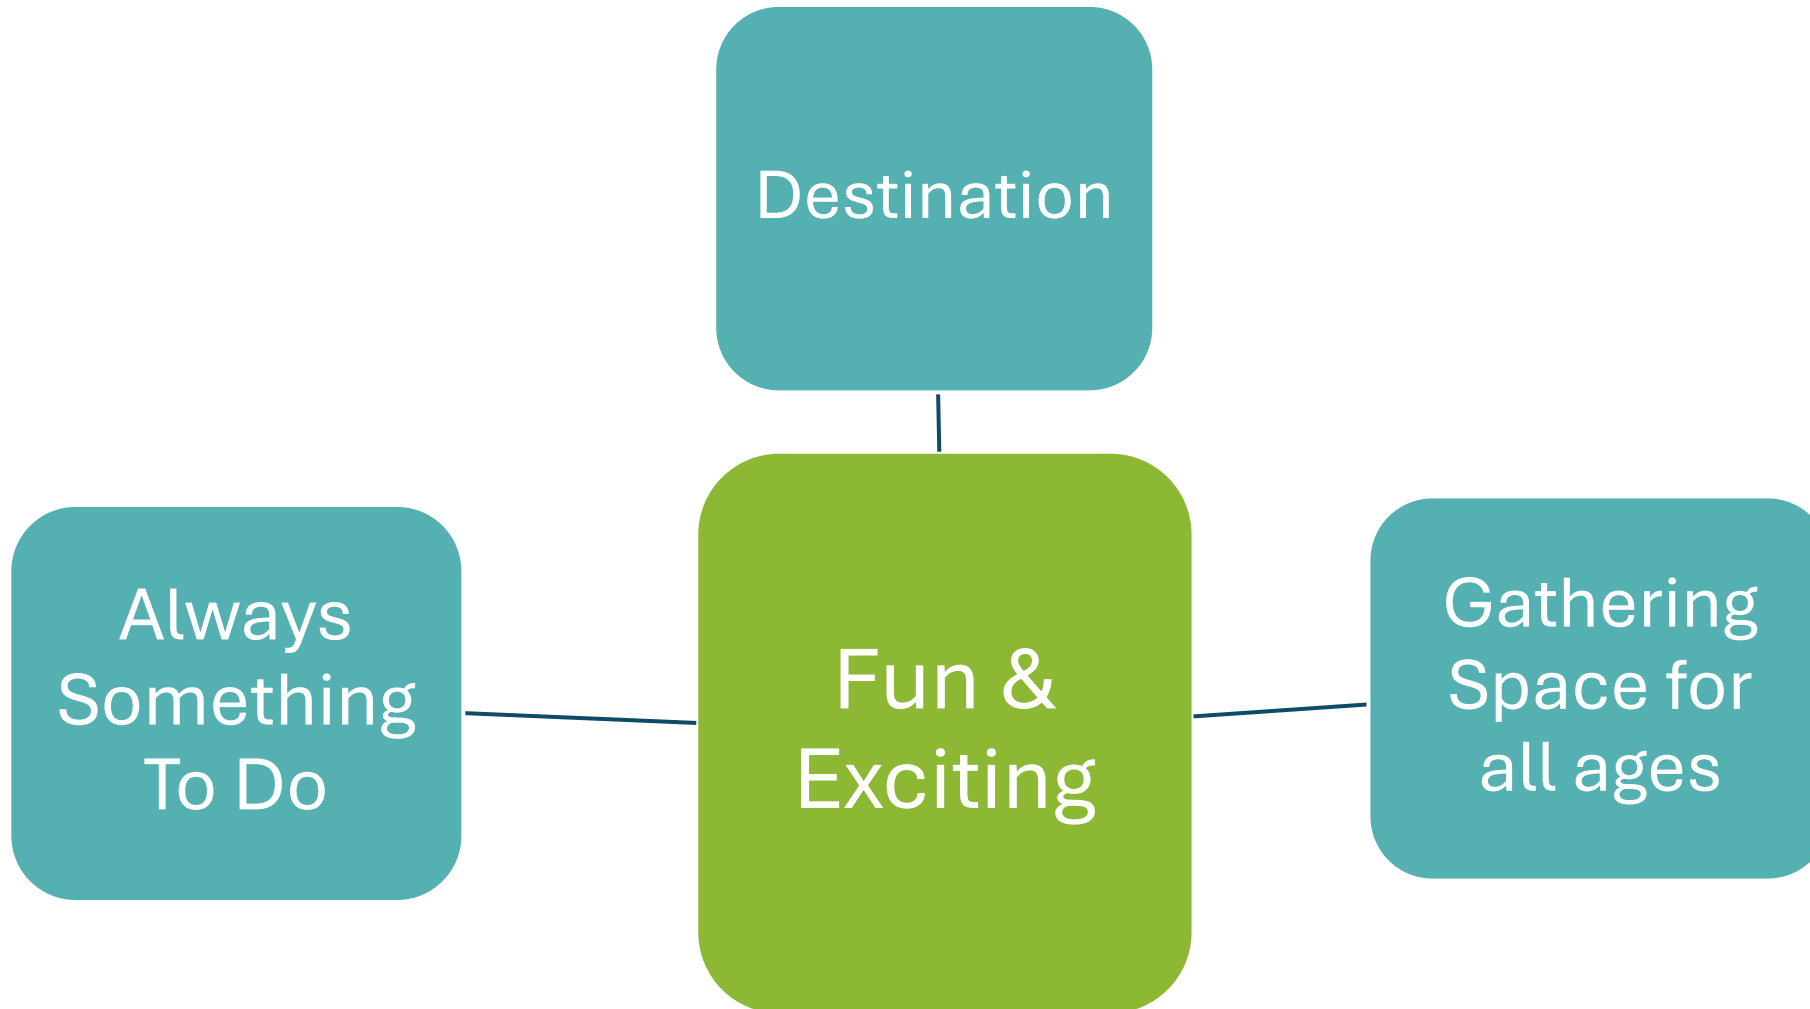 Destination
Always
Something
To Do
Fun &
Exciting
Gathering
Space for
all ages